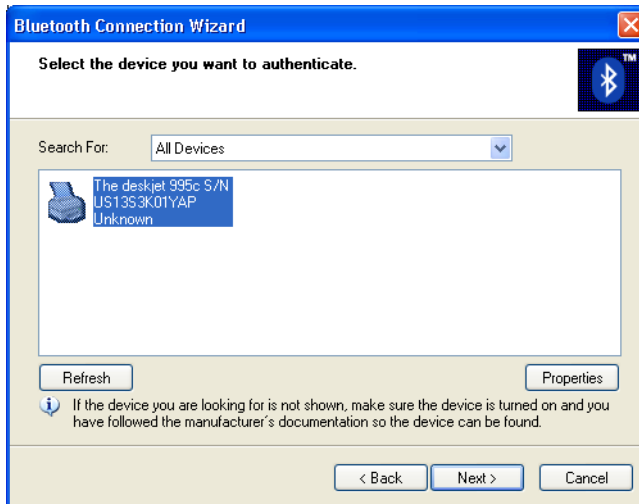 Bluetooth Connection Wizard
Select the device you want to authenticate.
TM
Search For: All Devices
The deskjet 995c S/N
US13S3K01YAP
Unknown
Refresh Properties
If the device you are looking for is not shown, make sure the device is turned on and you
have followed the manufacturer's documentation so the device can be found.
< Back Next > Cancel